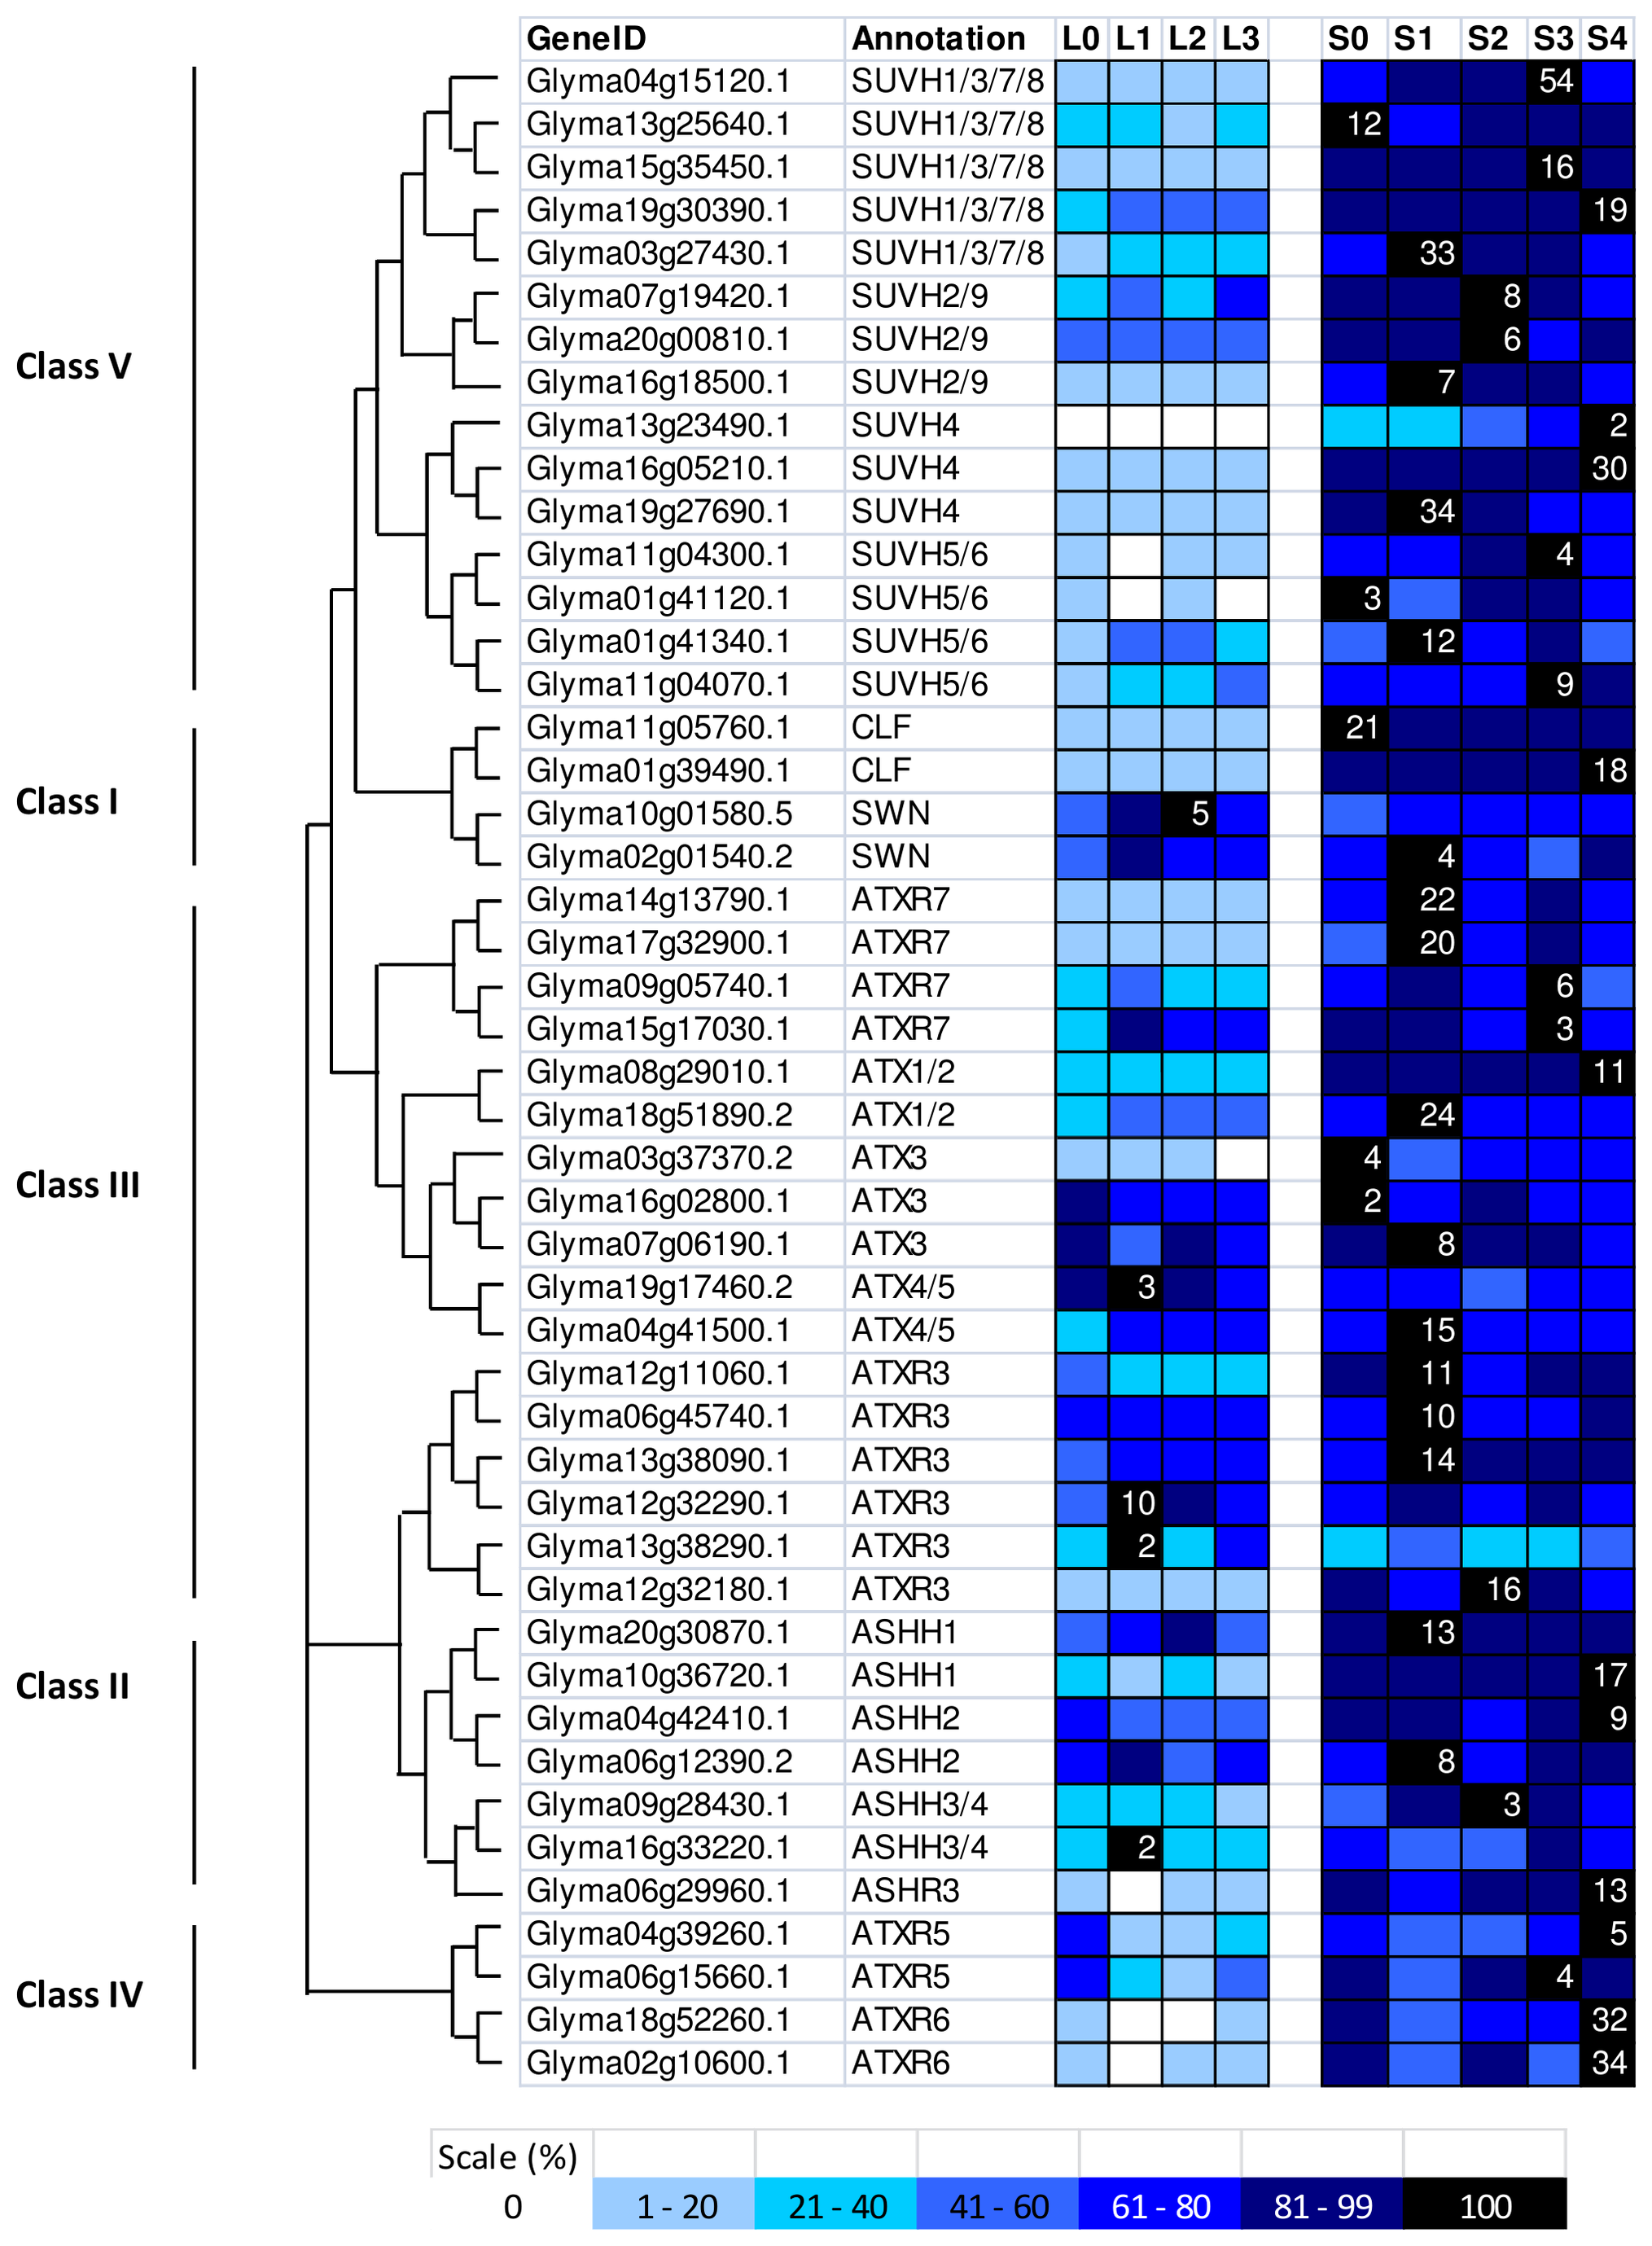 GeneID Annotation L0 L1 L2 L3 S0 S1 S2 S3 S4
Glyma04g15120.1 SUVH1/3/7/8 54
Glyma13g25640.1 SUVH1/3/7/8 12
Glyma15g35450.1 SUVH1/3/7/8 16
Glyma19g30390.1 SUVH1/3/7/8 19
Glyma03g27430.1 SUVH1/3/7/8 33
Glyma07g19420.1 SUVH2/9 8
Glyma20g00810.1 SUVH2/9 6
Class V
Glyma16g18500.1 SUVH2/9 7
Glyma13g23490.1 SUVH4 2
Glyma16g05210.1 SUVH4 30
Glyma19g27690.1 SUVH4 34
Glyma11g04300.1 SUVH5/6 4
Glyma01g41120.1 SUVH5/6 3
Glyma01g41340.1 SUVH5/6 12
Glyma11g04070.1 SUVH5/6 9
Glyma11g05760.1 CLF 21
Glyma01g39490.1 CLF 18
Class I
Glyma10g01580.5 SWN 5
Glyma02g01540.2 SWN 4
Glyma14g13790.1 ATXR7 22
Glyma17g32900.1 ATXR7 20
Glyma09g05740.1 ATXR7 6
Glyma15g17030.1 ATXR7 3
Glyma08g29010.1 ATX1/2 11
Glyma18g51890.2 ATX1/2 24
Glyma03g37370.2 ATX3 4
Class III
Glyma16g02800.1 ATX3 2
Glyma07g06190.1 ATX3 8
Glyma19g17460.2 ATX4/5 3
Glyma04g41500.1 ATX4/5 15
Glyma12g11060.1 ATXR3 11
Glyma06g45740.1 ATXR3 10
Glyma13g38090.1 ATXR3 14
Glyma12g32290.1 ATXR3 10
Glyma13g38290.1 ATXR3 2
Glyma12g32180.1 ATXR3 16
Glyma20g30870.1 ASHH1 13
Glyma10g36720.1 ASHH1 17
Class II
Glyma04g42410.1 ASHH2 9
Glyma06g12390.2 ASHH2 8
Glyma09g28430.1 ASHH3/4 3
Glyma16g33220.1 ASHH3/4 2
Glyma06g29960.1 ASHR3 13
Glyma04g39260.1 ATXR5 5
Glyma06g15660.1 ATXR5 4
Class IV
Glyma18g52260.1 ATXR6 32
Glyma02g10600.1 ATXR6 34
Scale (%)
0 1 - 20 21 - 40 41 - 60 61 - 80 81 - 99 100